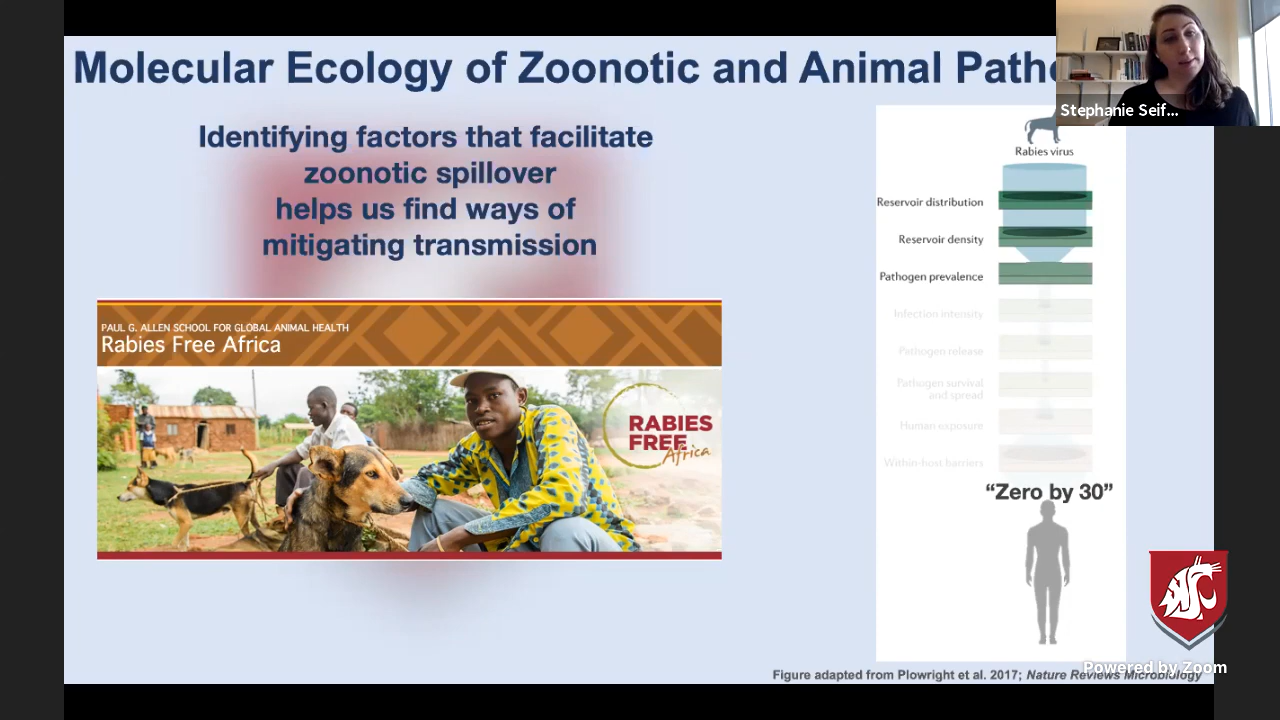 Molecular Ecology of Zoonotic and Animal Patho
Stephanie Seif...
Identifying factors that facilitate
zoonotic spillover
helps us find ways of
mitigating transmission
PAUL G. ALLEN SCHOOL FOR GLOBAL ANIMAL HEALTH
Rabies Free Africa
RABIES
FREE
Africa
Rabies virus
Reservoir distribution
Reservoir density
Pathogen prevalence
Infection intensity
Pathogen release
Pathogen survival
and spread
Human exposure
Within-host barriers
“Zero by 30”
Powered by Zoom
Figure adapted from Plowright et al. 2017; Nature Reviews Microbiology